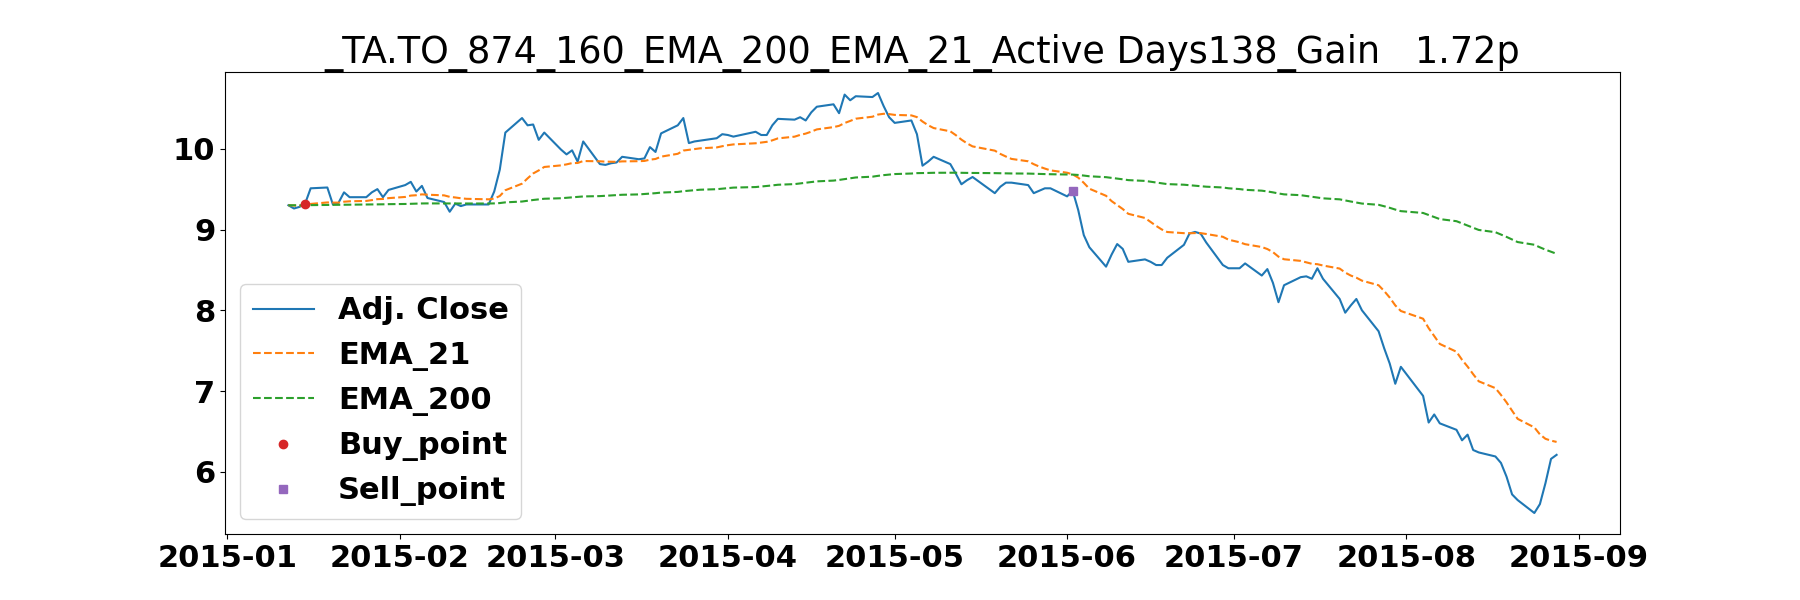 _TA.TO_874_160_EMA_200_EMA_21_Active Days138_Gain   1.72p
10
9
8
7
6
Adj. Close
EMA_21
EMA_200
Buy_point
Sell_point
2015-01 2015-02 2015-03 2015-04 2015-05 2015-06 2015-07 2015-08 2015-09